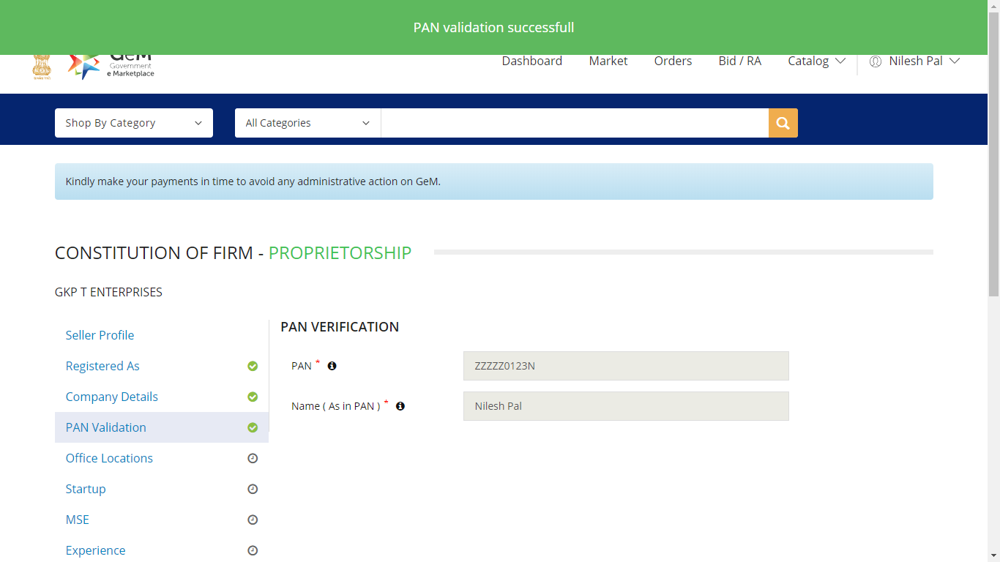 PAN validation successfull
GeM
Government
e Marketplace
Dashboard Market Orders Bid / RA Catalog Nilesh Pal
Shop By Category All Categories
Kindly make your payments in time to avoid any administrative action on GeM.
CONSTITUTION OF FIRM - PROPRIETORSHIP
GKP T ENTERPRISES
Seller Profile
Registered As
Company Details
PAN Validation
Office Locations
Startup
MSE
Experience
PAN VERIFICATION
PAN * ZZZZZ0123N
Name ( As in PAN ) * Nilesh Pal